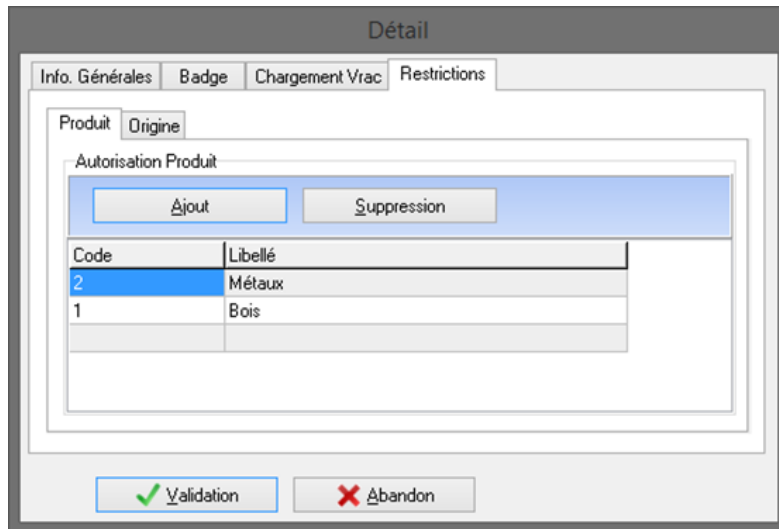 Détail
Info. Générales Badge Chargement Vrac Restrictions
Produit Origine
Autorisation Produit
Ajout Suppression
Code Libellé
2 Métaux
1 Bois
Validation Abandon